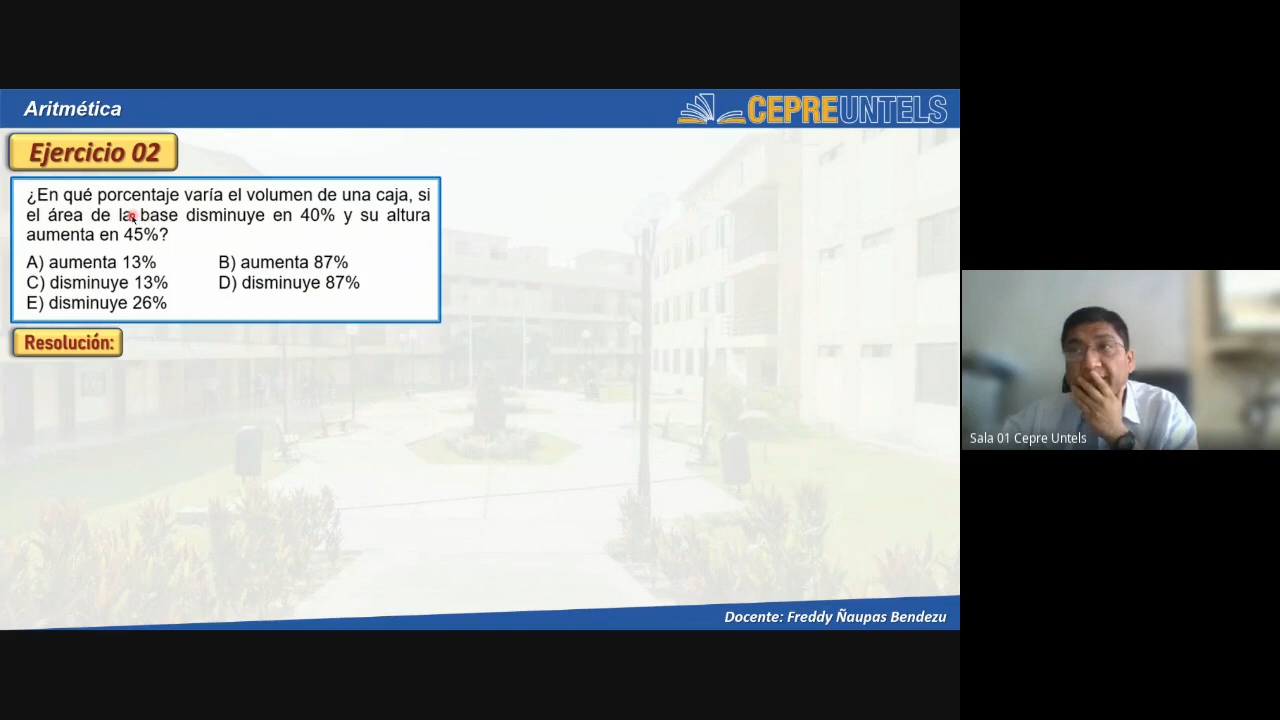 Aritmética
CEPREUNTELS
Ejercicio 02
¿En qué porcentaje varía el volumen de una caja, si
el área de la base disminuye en 40% y su altura
aumenta en 45%?
A) aumenta 13% B) aumenta 87%
C) disminuye 13% D) disminuye 87%
E) disminuye 26%
Resolución:
Sala 01 Cepre Untels
Docente: Freddy Ñaupas Bendezu